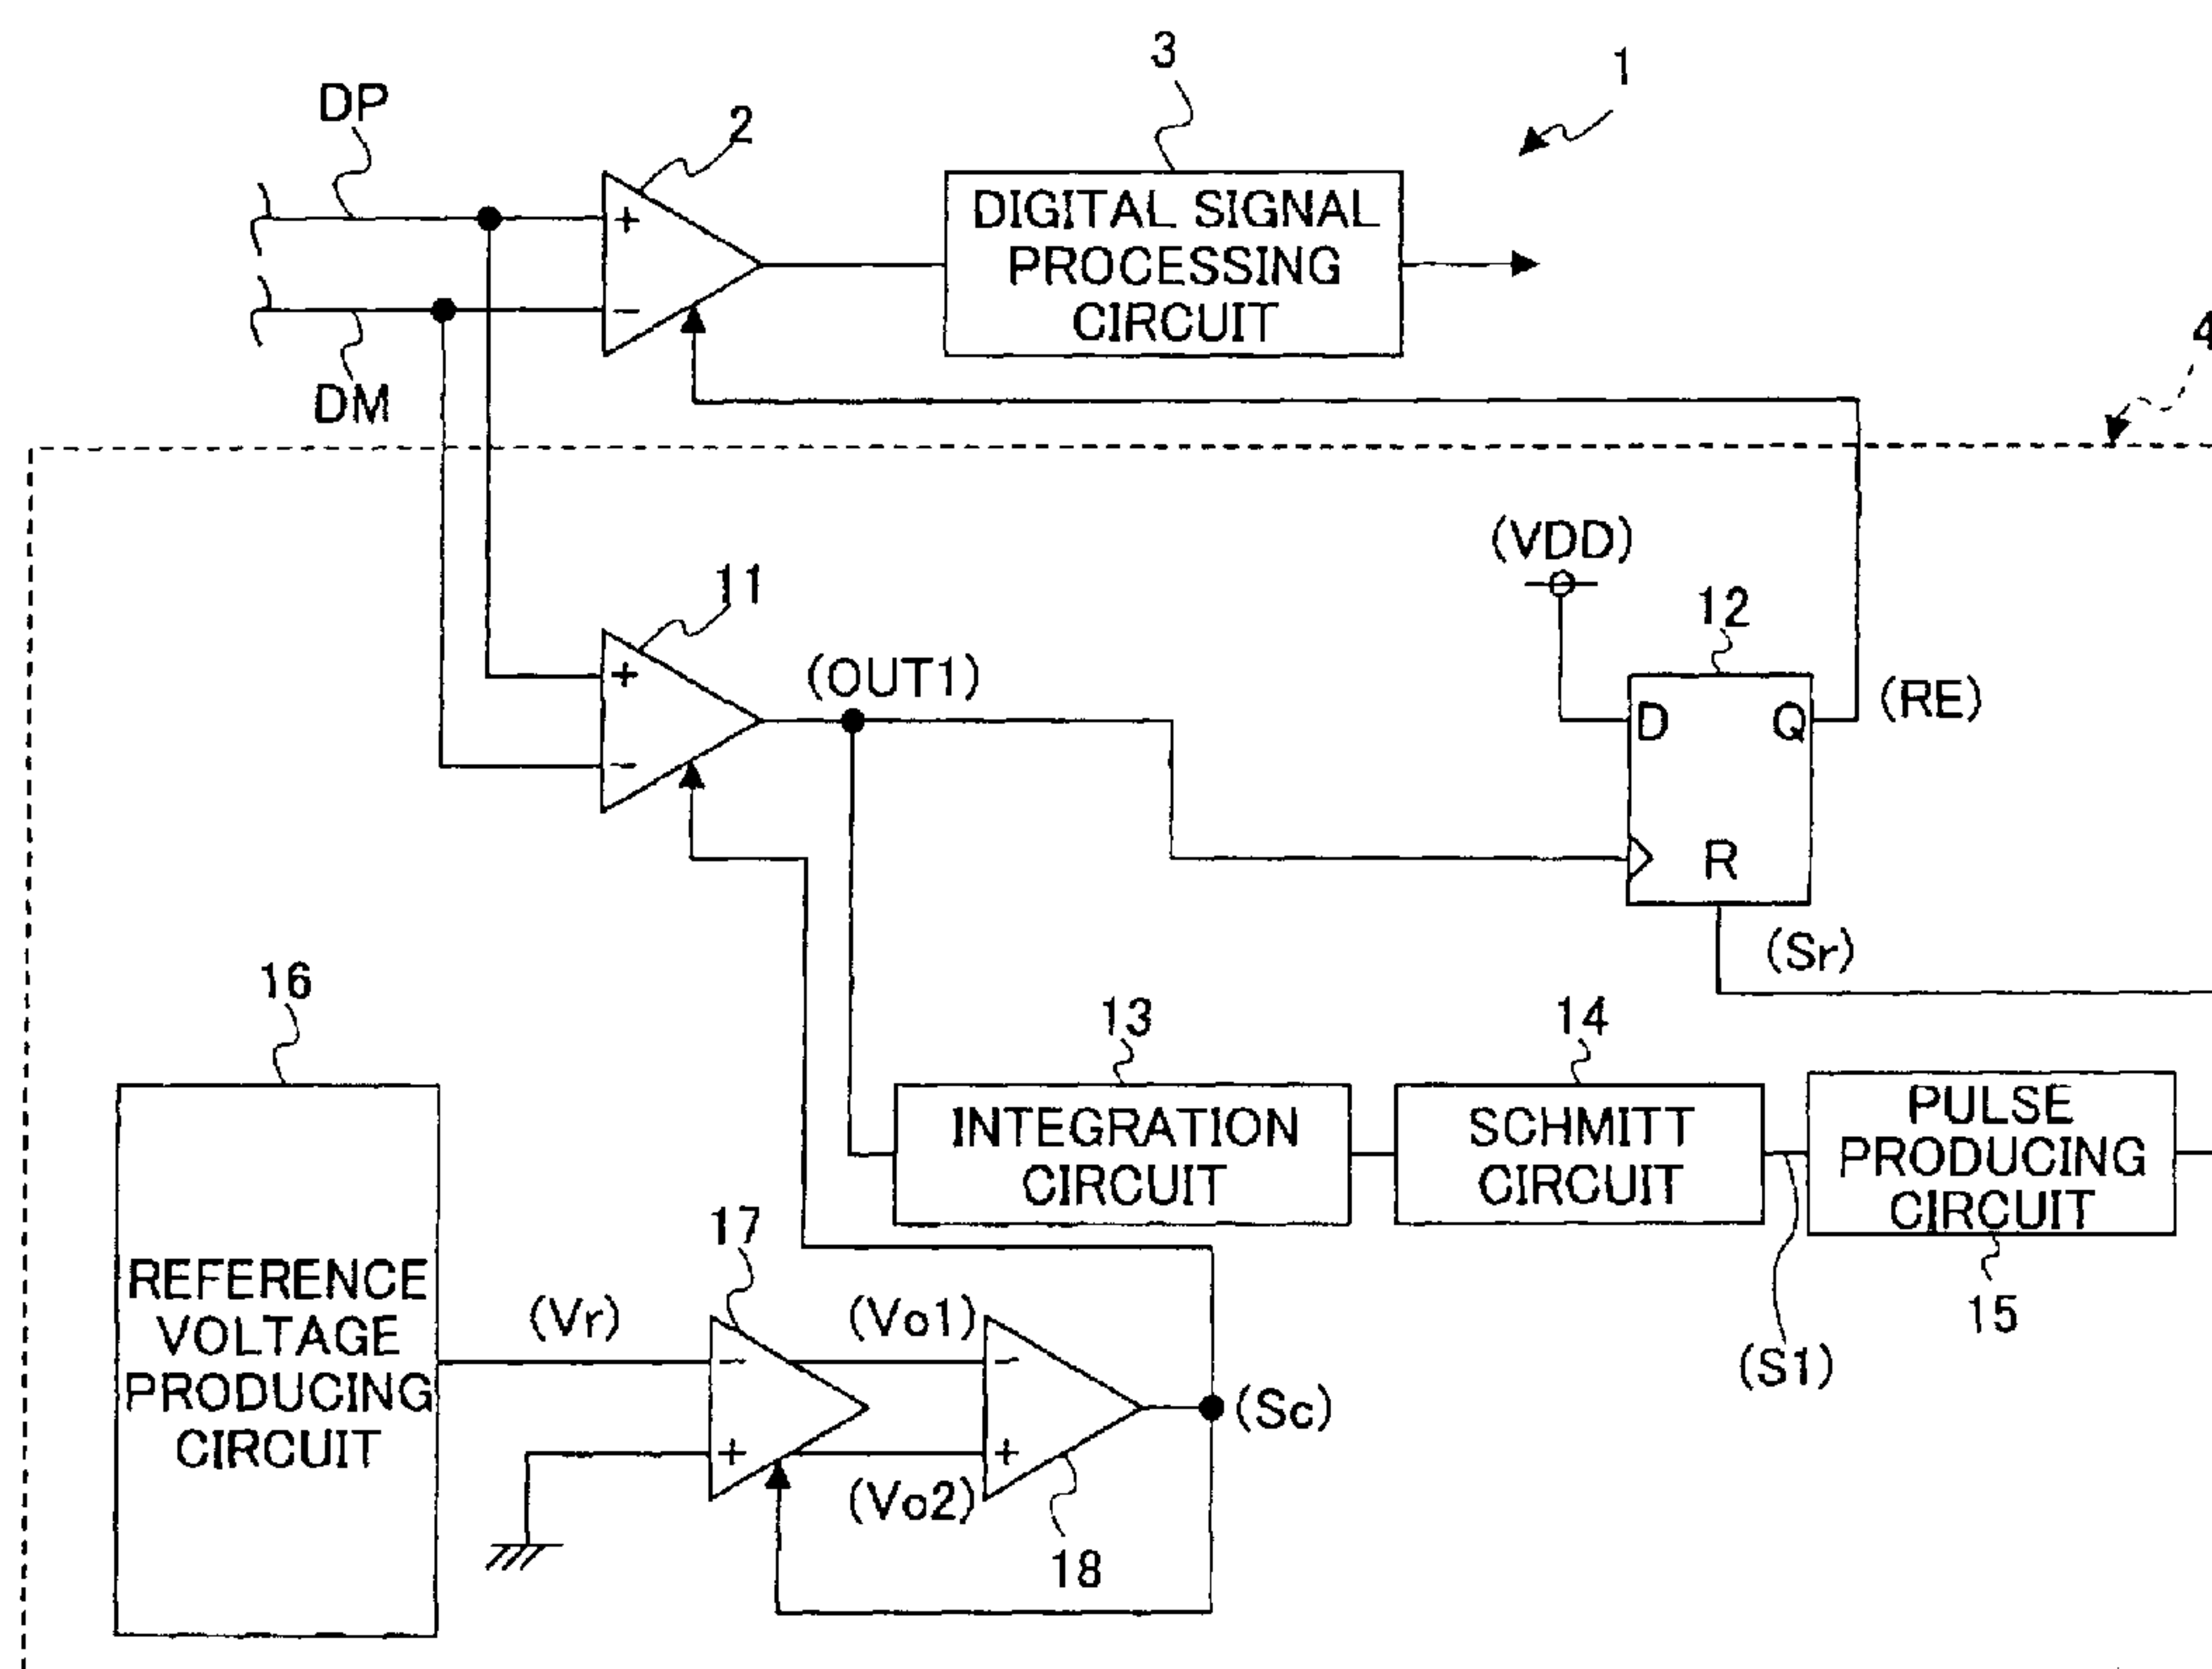 3
1
DP
2
DIGITAL SIGNAL
PROCESSING
CIRCUIT
+
−
DM
4
(VDD)
11
12
(OUT1)
+
−
D
Q
(RE)
R
(Sr)
16
13
14
INTEGRATION
CIRCUIT
SCHMITT
CIRCUIT
PULSE
PRODUCING
CIRCUIT
17
15
REFERENCE
VOLTAGE
PRODUCING
CIRCUIT
(Vr)
(Vo1)
(S1)
−
−
(Sc)
+
+
(Vo2)
18